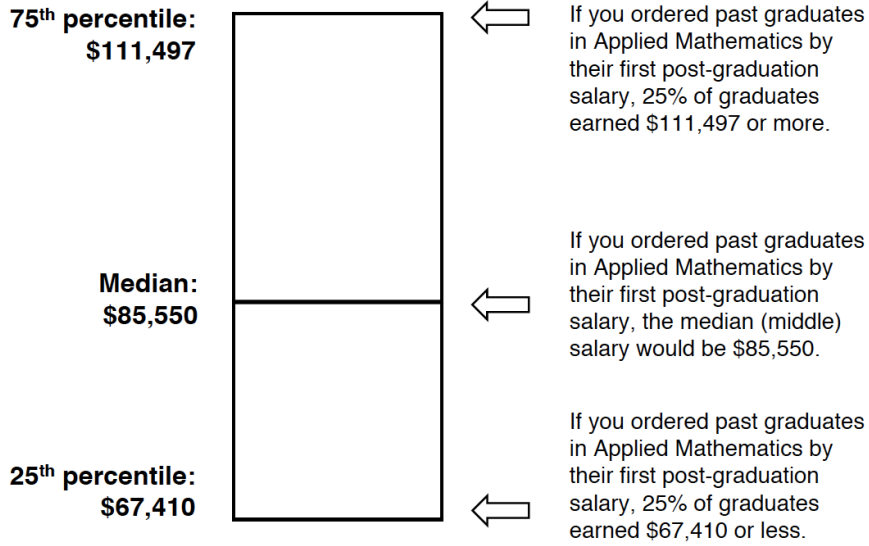 75th percentile:
$111,497
If you ordered past graduates
in Applied Mathematics by
their first post-graduation
salary, 25% of graduates
earned $111,497 or more.
Median:
$85,550
If you ordered past graduates
in Applied Mathematics by
their first post-graduation
salary, the median (middle)
salary would be $85,550.
25th percentile:
$67,410
If you ordered past graduates
in Applied Mathematics by
their first post-graduation
salary, 25% of graduates
earned $67,410 or less.